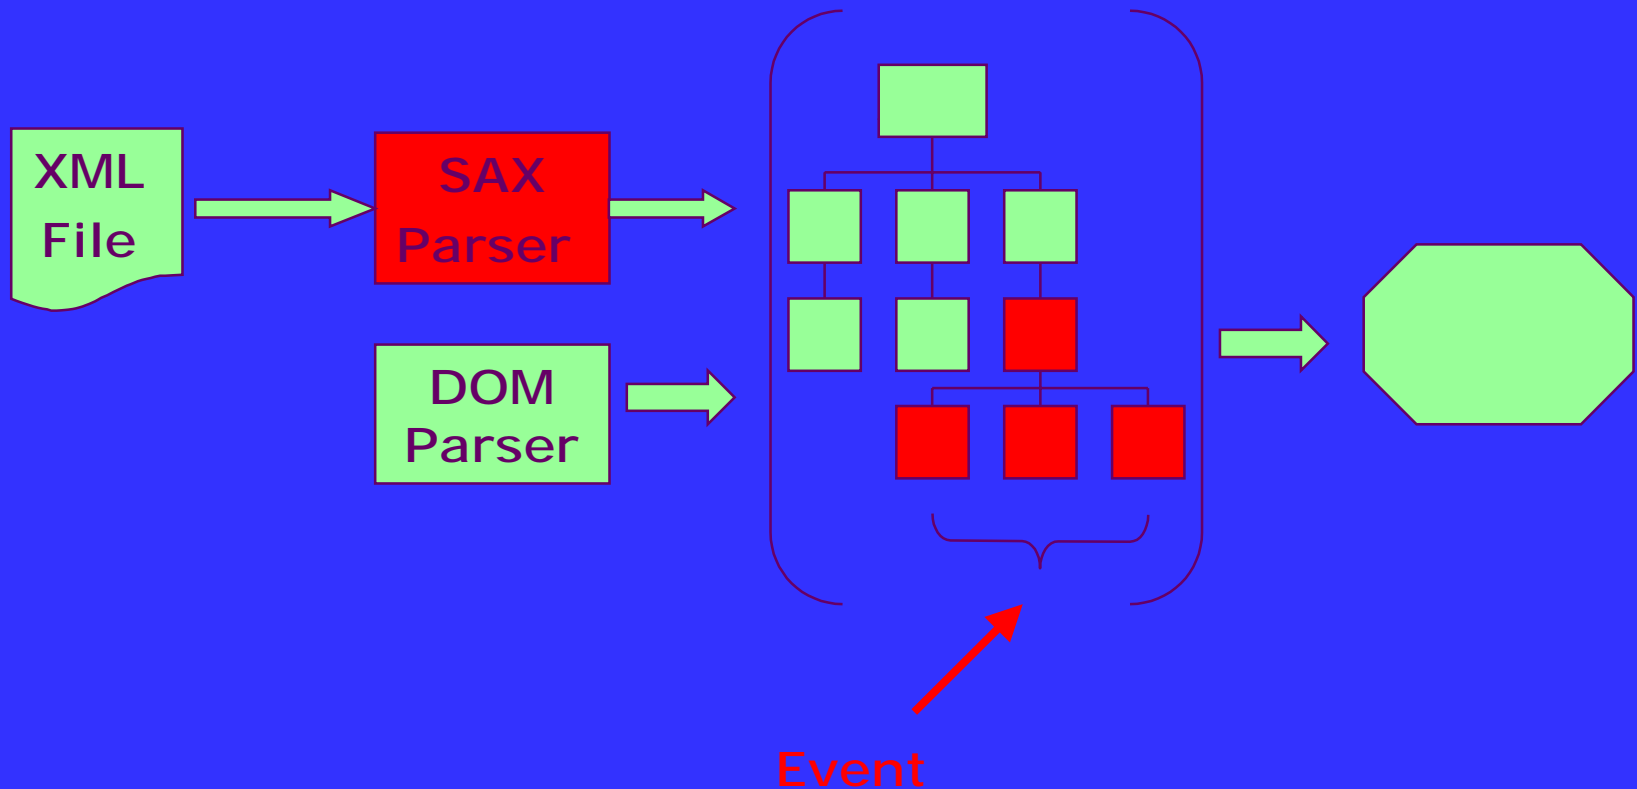 XML
File
SAX
Parser
DOM
Parser
Event